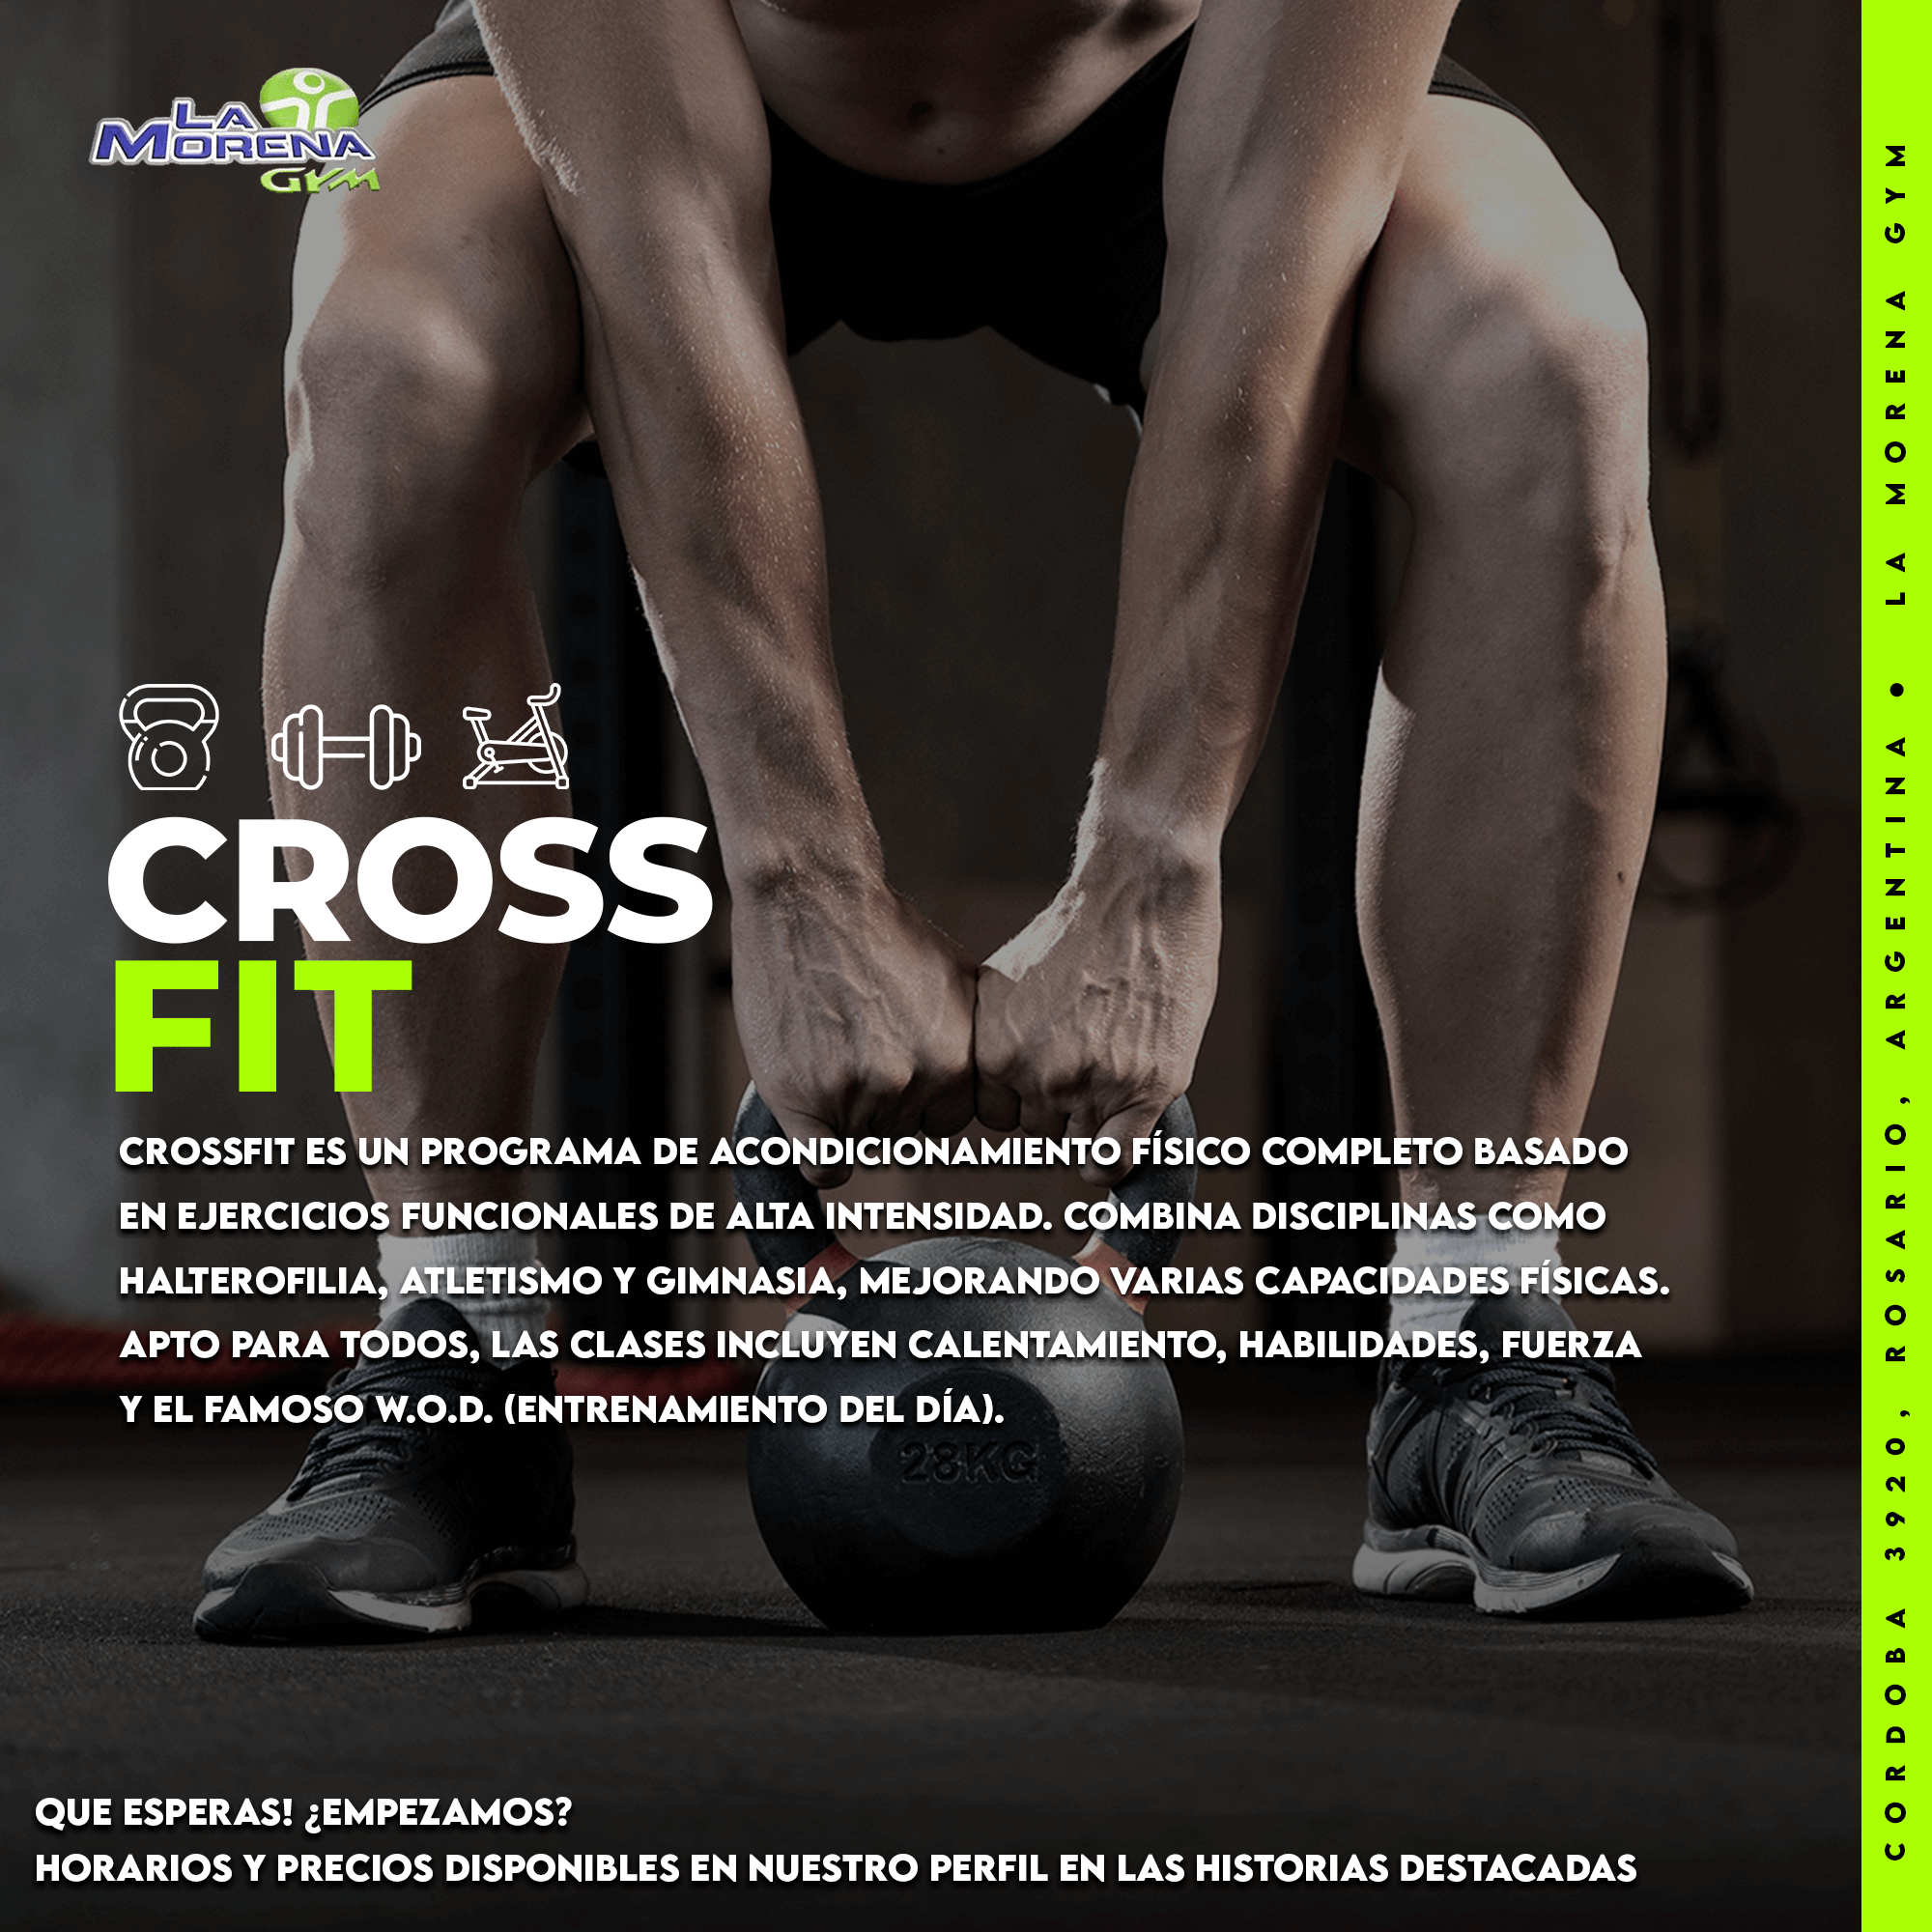 LA
MORENA
GYM
CROSS
FIT
CROSSFIT ES UN PROGRAMA DE ACONDICIONAMIENTO FÍSICO COMPLETO BASADO
EN EJERCICIOS FUNCIONALES DE ALTA INTENSIDAD. COMBINA DISCIPLINAS COMO
HALTEROFILIA, ATLETISMO Y GIMNASIA, MEJORANDO VARIAS CAPACIDADES FÍSICAS.
APTO PARA TODOS, LAS CLASES INCLUYEN CALENTAMIENTO, HABILIDADES, FUERZA
Y EL FAMOSO W.O.D. (ENTRENAMIENTO DEL DÍA).
28KG
QUE ESPERAS! ¿EMPEZAMOS?
HORARIOS Y PRECIOS DISPONIBLES EN NUESTRO PERFIL EN LAS HISTORIAS DESTACADAS
CORDOBA 3920, ROSARIO, ARGENTINA • LA MORENA GYM